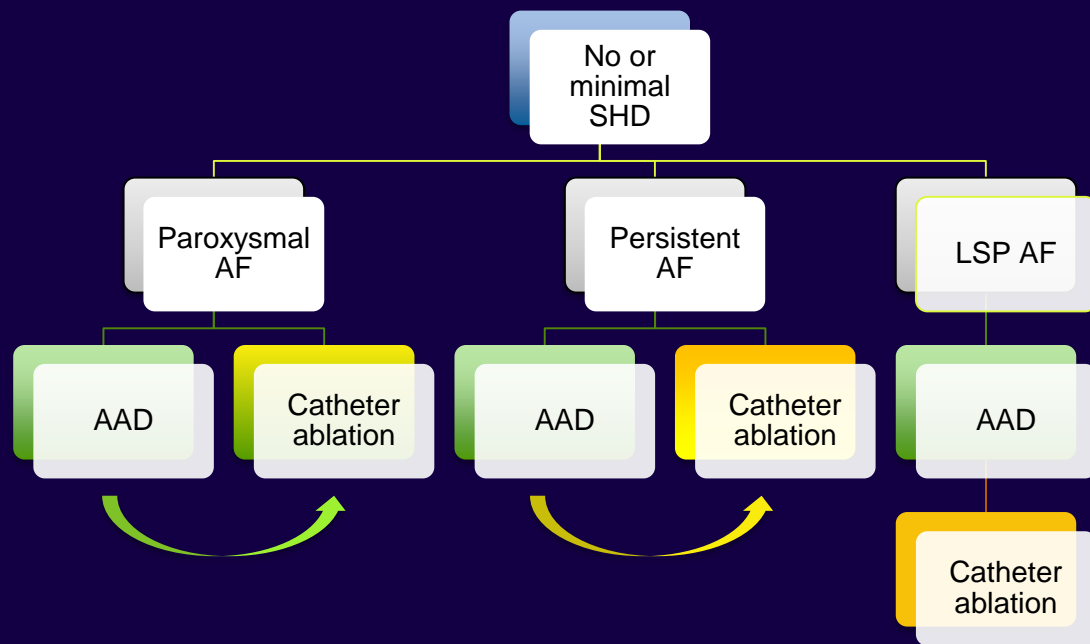 No or
minimal
SHD
Paroxysmal
AF
Persistent
AF
LSP AF
AAD
Catheter
ablation
AAD
Catheter
ablation
AAD
Catheter
ablation